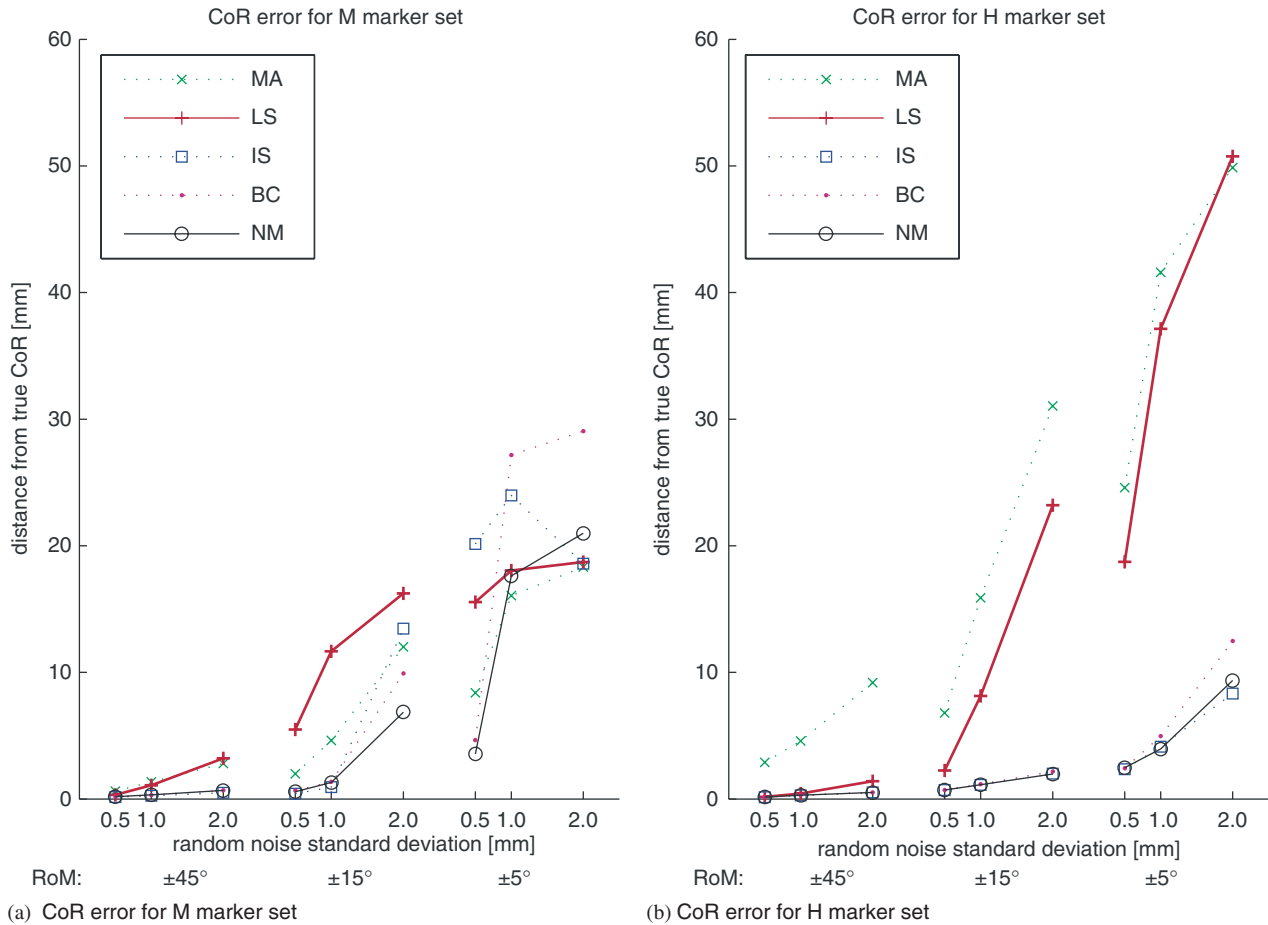 CoR error for M marker set
60
50
40
30
20
10
0
distance from true CoR [mm]
MA
LS
IS
BC
NM
0.5 1.0 2.0 0.5 1.0 2.0 0.5 1.0 2.0
random noise standard deviation [mm]
RoM: ±45° ±15° ±5°
(a) CoR error for M marker set
CoR error for H marker set
60
50
40
30
20
10
0
distance from true CoR [mm]
MA
LS
IS
BC
NM
0.5 1.0 2.0 0.5 1.0 2.0 0.5 1.0 2.0
random noise standard deviation [mm]
RoM: ±45° ±15° ±5°
(b) CoR error for H marker set